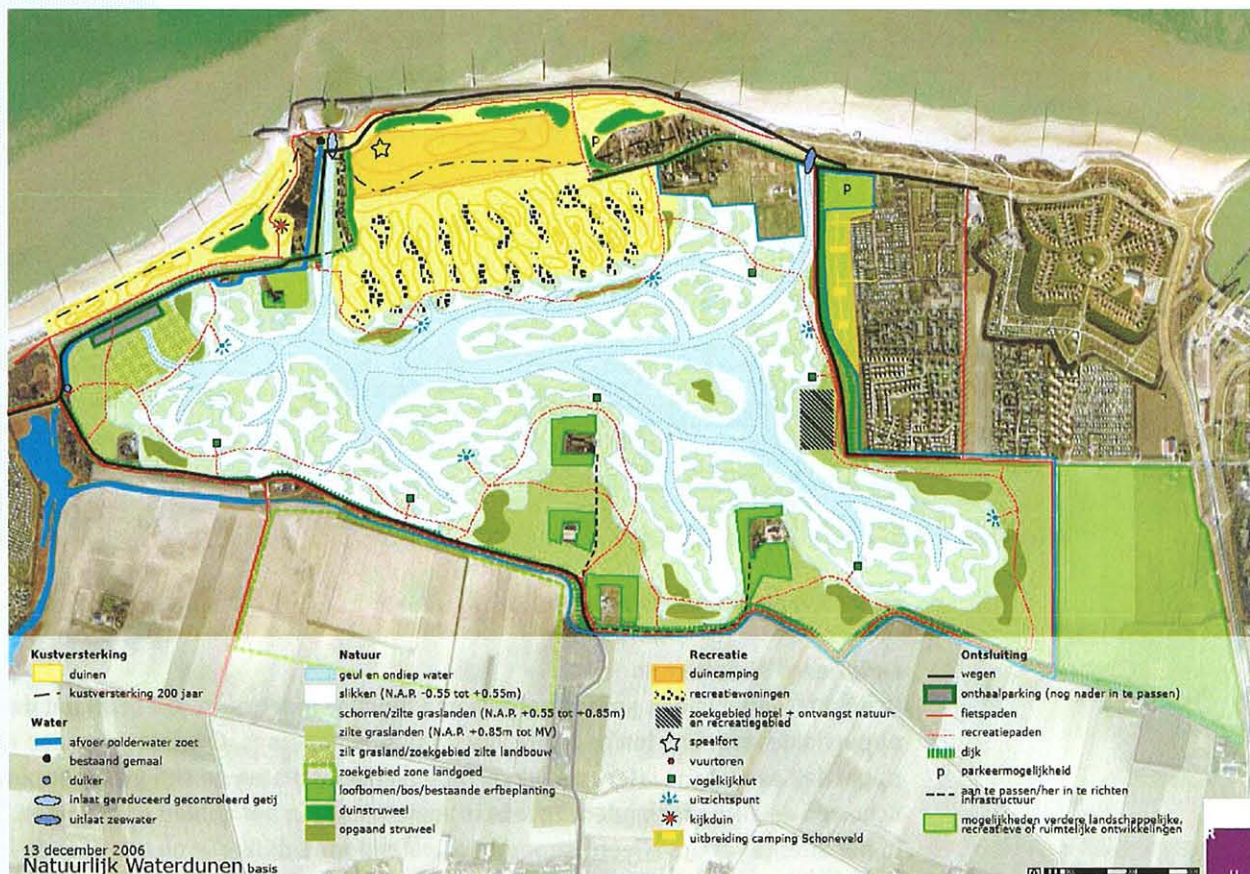 P
P
Kustversterking
duinen
kustversterking 200 jaar
Water
afvoer polderwater zoet
bestaand gemaal
duiker
inlaat gereduceerd gecontroleerd getij
uitlaat zeewater
13 december 2006
Natuurlijk Waterdunen basis
Natuur
geul en ondiep water
slikken (N.A.P. -0.55 tot +0.55m)
schorren/zilte graslanden (N.A.P. +0.55 tot +0.85m)
zilte graslanden (N.A.P. +0.85m tot MV)
zilt grasland/zoekgebied zilte landbouw
zoekgebied zone landgoed
loofbomen/bos/bestaande erfbeplanting
duinstruweel
opgaand struweel
Recreatie
duincamping
recreatiewoningen
zoekgebied hotel + ontvangst natuur-
en recreatiegebied
speelfort
vuurtoren
vogelkijkhut
uitzichtspunt
kijkduin
uitbreiding camping Schoneveld
Ontsluiting
wegen
onthaalparking (nog nader in te passen)
fietspaden
recreatiepaden
dijk
P parkeermogelijkheid
aan te passen/her in te richten
infrastructuur
mogelijkheden verdere landschappelijke,
recreatieve of ruimtelijke ontwikkelingen
R